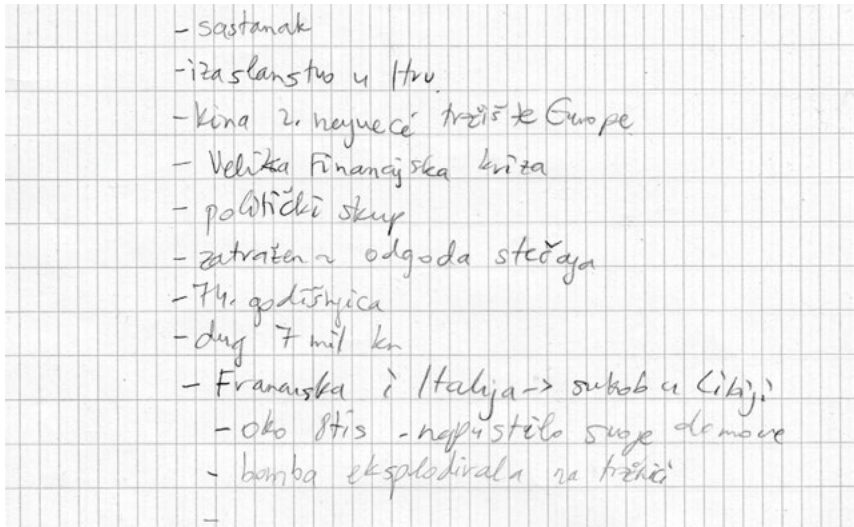 - sastanak
- izaslanstvo u Hrv.
- Kina 2. najveće tržište Europe
- Velika Financijska kriza
- politički skup
- zatražena odgoda stečaja
- 74. godišnjica
- dug 7 mil kn
- Francuska i Italija -> sukob u Libiji
- oko 8tis - napustilo svoje domove
- bomba eksplodirala na tržnici
-